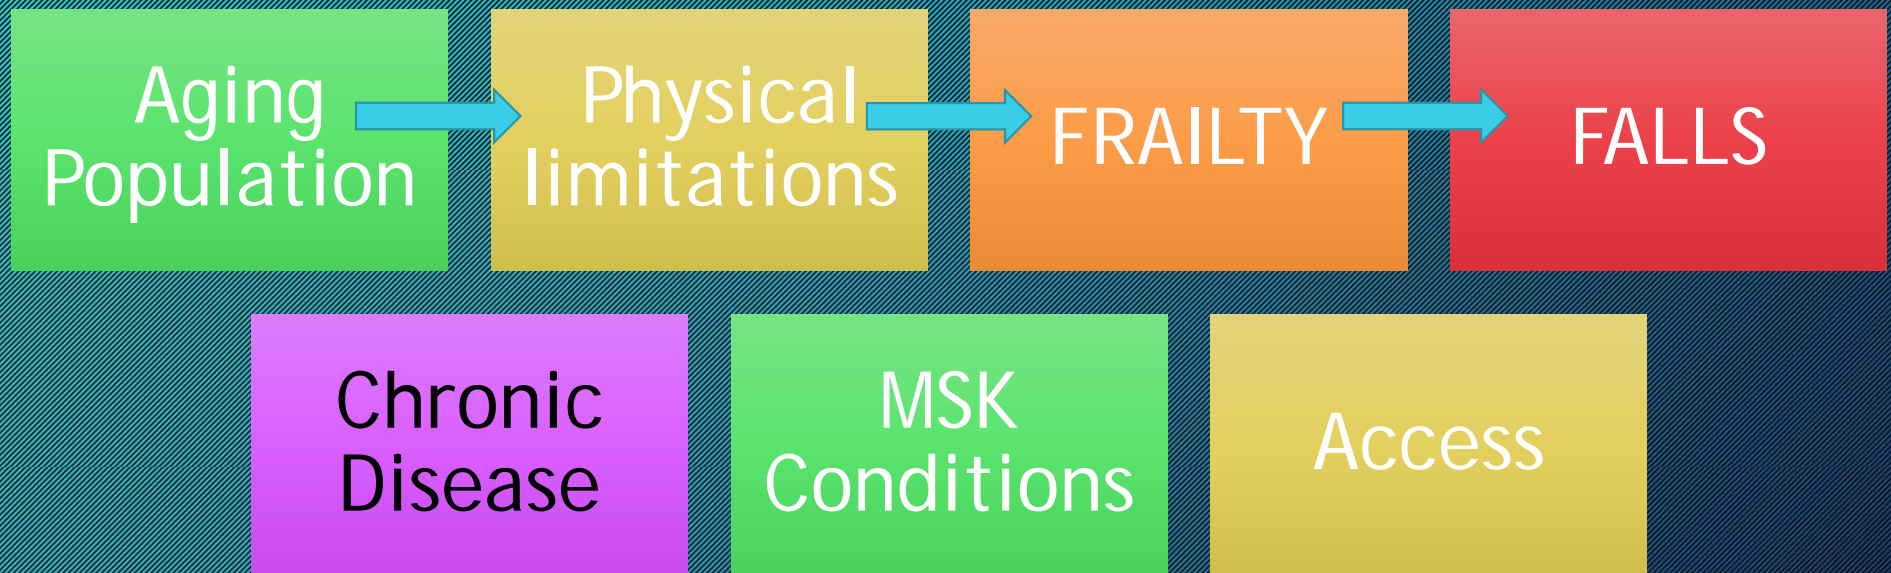 Aging
Population
Physical
limitations
FRAILTY
FALLS
Chronic
Disease
MSK
Conditions
Access